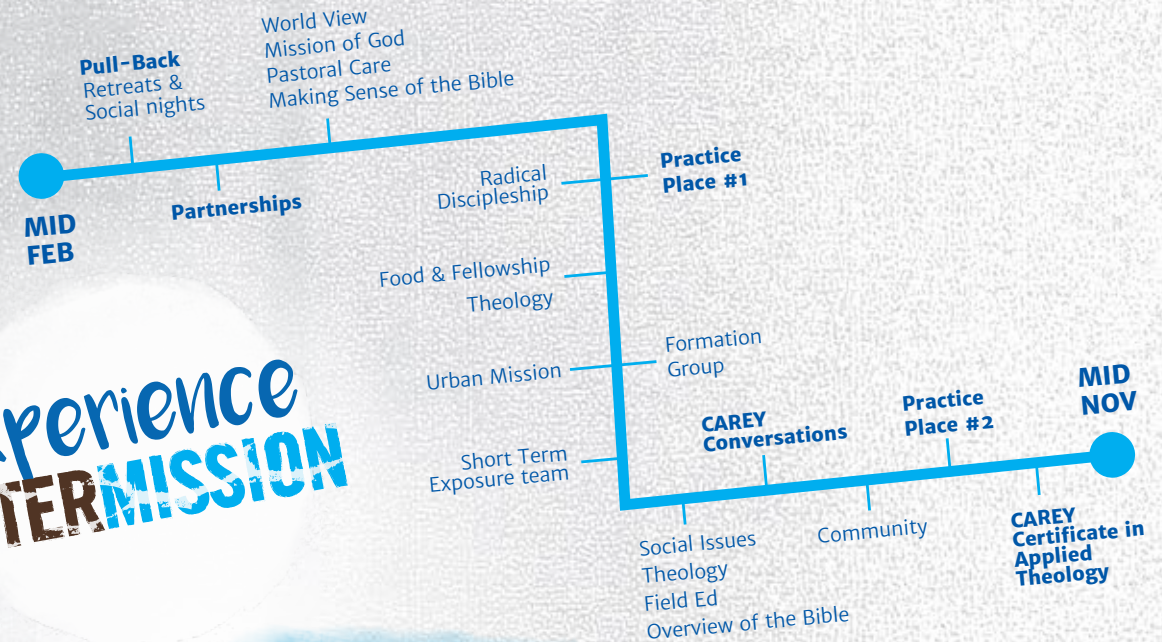 World View
Mission of God
Pastoral Care
Making Sense of the Bible
Pull-Back
Retreats &
Social nights
Partnerships
MID
FEB
Radical
Discipleship
Practice
Place #1
Food & Fellowship
Theology
Urban Mission
Formation
Group
Short Term
Exposure team
CAREY
Conversations
Practice
Place #2
MID
NOV
Social Issues
Theology
Field Ed
Overview of the Bible
Community
CAREY
Certificate in
Applied
Theology
perience
TERMISSION